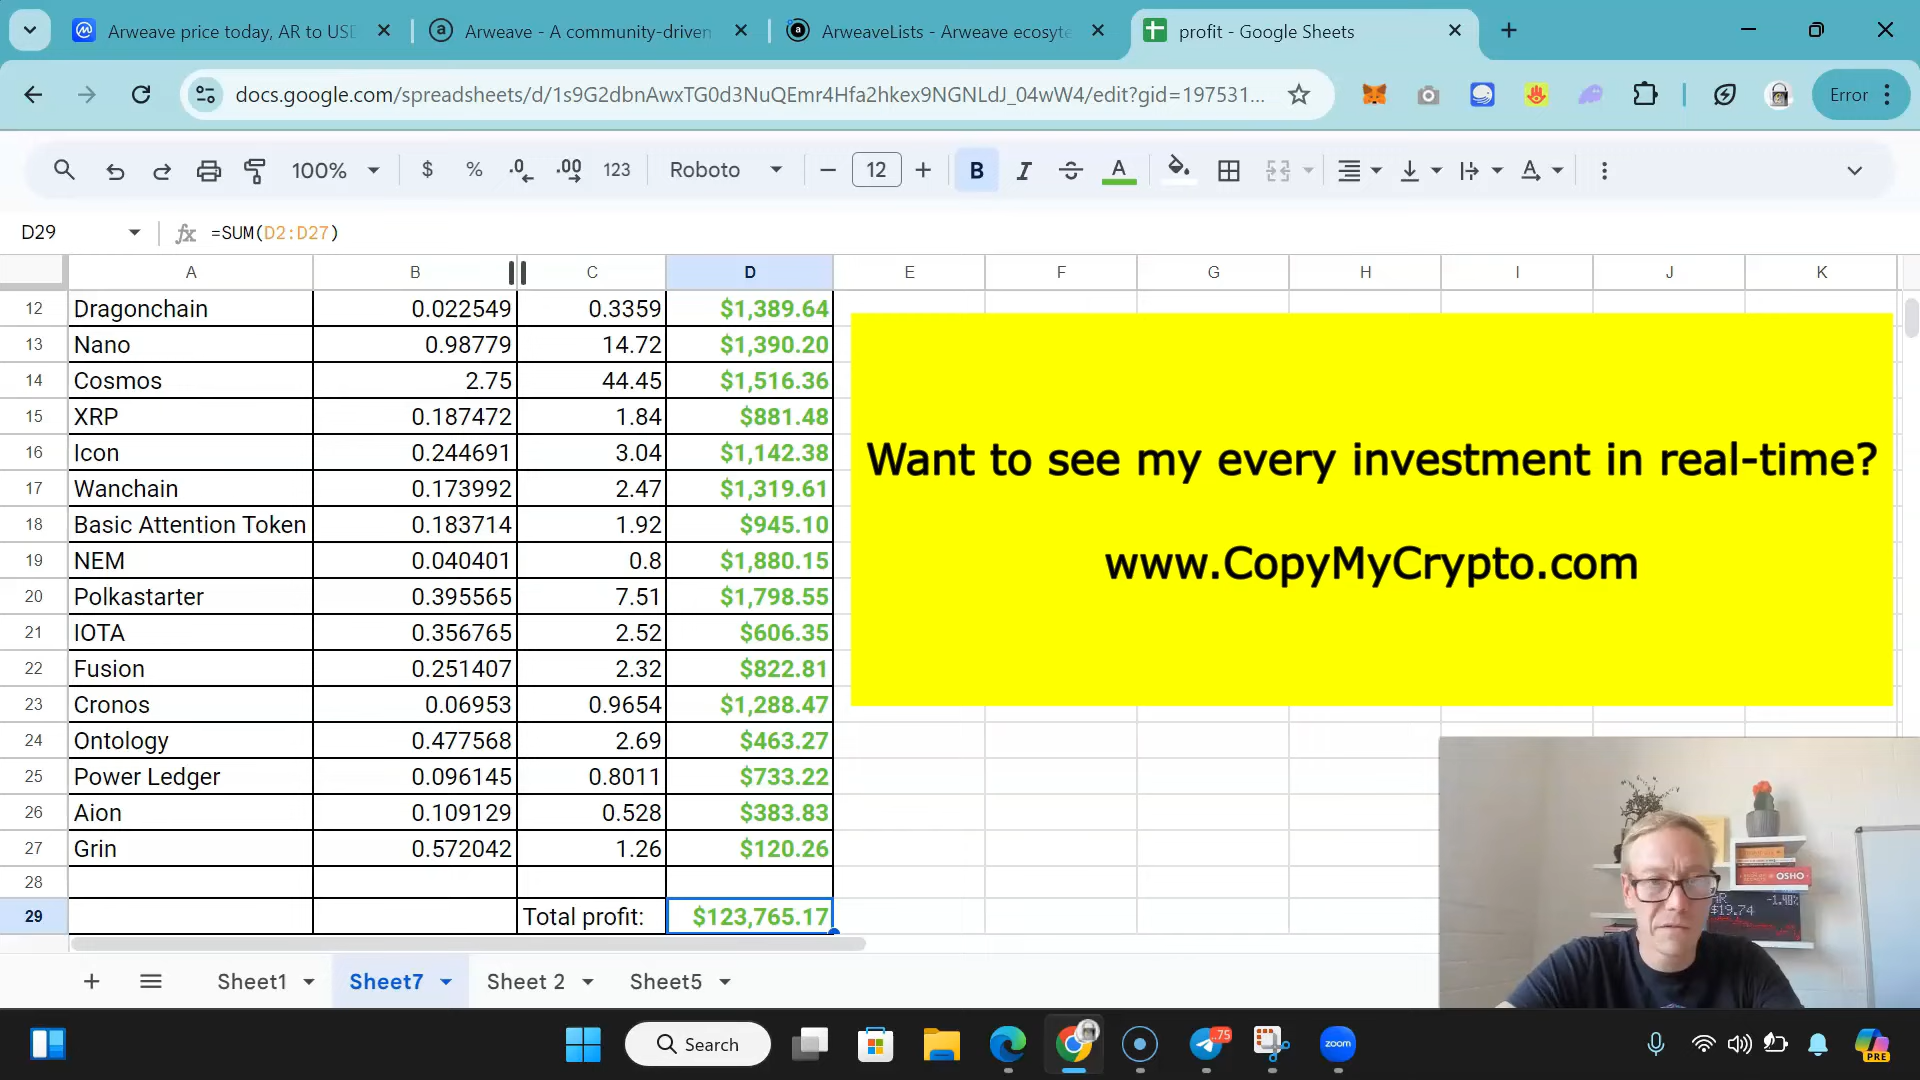 Arweave price today, AR to USD
Arweave - A community-driven
ArweaveLists - Arweave ecosyte
profit - Google Sheets
docs.google.com/spreadsheets/d/1s9G2dbnAwxTG0d3NuQEmr4Hfa2hkex9NGNLdJ_04wW4/edit?gid=197531...
Error
100% $ % .0 .00 123 Roboto 12 B I A A
D29 fx =SUM(D2:D27)
A B C D E F G H I J K
12 Dragonchain 0.022549 0.3359 $1,389.64
13 Nano 0.98779 14.72 $1,390.20
14 Cosmos 2.75 44.45 $1,516.36
15 XRP 0.187472 1.84 $881.48
16 Icon 0.244691 3.04 $1,142.38
17 Wanchain 0.173992 2.47 $1,319.61
18 Basic Attention Token 0.183714 1.92 $945.10
19 NEM 0.040401 0.8 $1,880.15
20 Polkastarter 0.395565 7.51 $1,798.55
21 IOTA 0.356765 2.52 $606.35
22 Fusion 0.251407 2.32 $822.81
23 Cronos 0.06953 0.9654 $1,288.47
24 Ontology 0.477568 2.69 $463.27
25 Power Ledger 0.096145 0.8011 $733.22
26 Aion 0.109129 0.528 $383.83
27 Grin 0.572042 1.26 $120.26
28
29 Total profit: $123,765.17
Want to see my every investment in real-time?
www.CopyMyCrypto.com
OSHO
$19.74 -1.48%
Sheet1 Sheet7 Sheet 2 Sheet5
Search
75
zoom
PRE